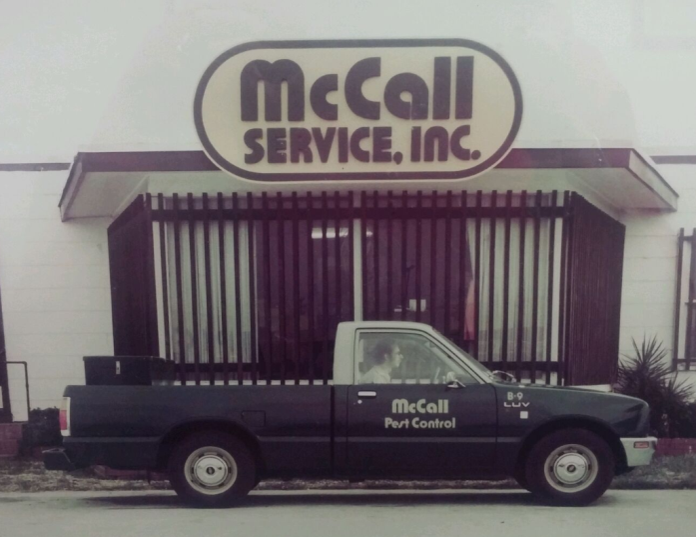 McCall
SERVICE, INC.
McCall
Pest Control
B-9
LUV